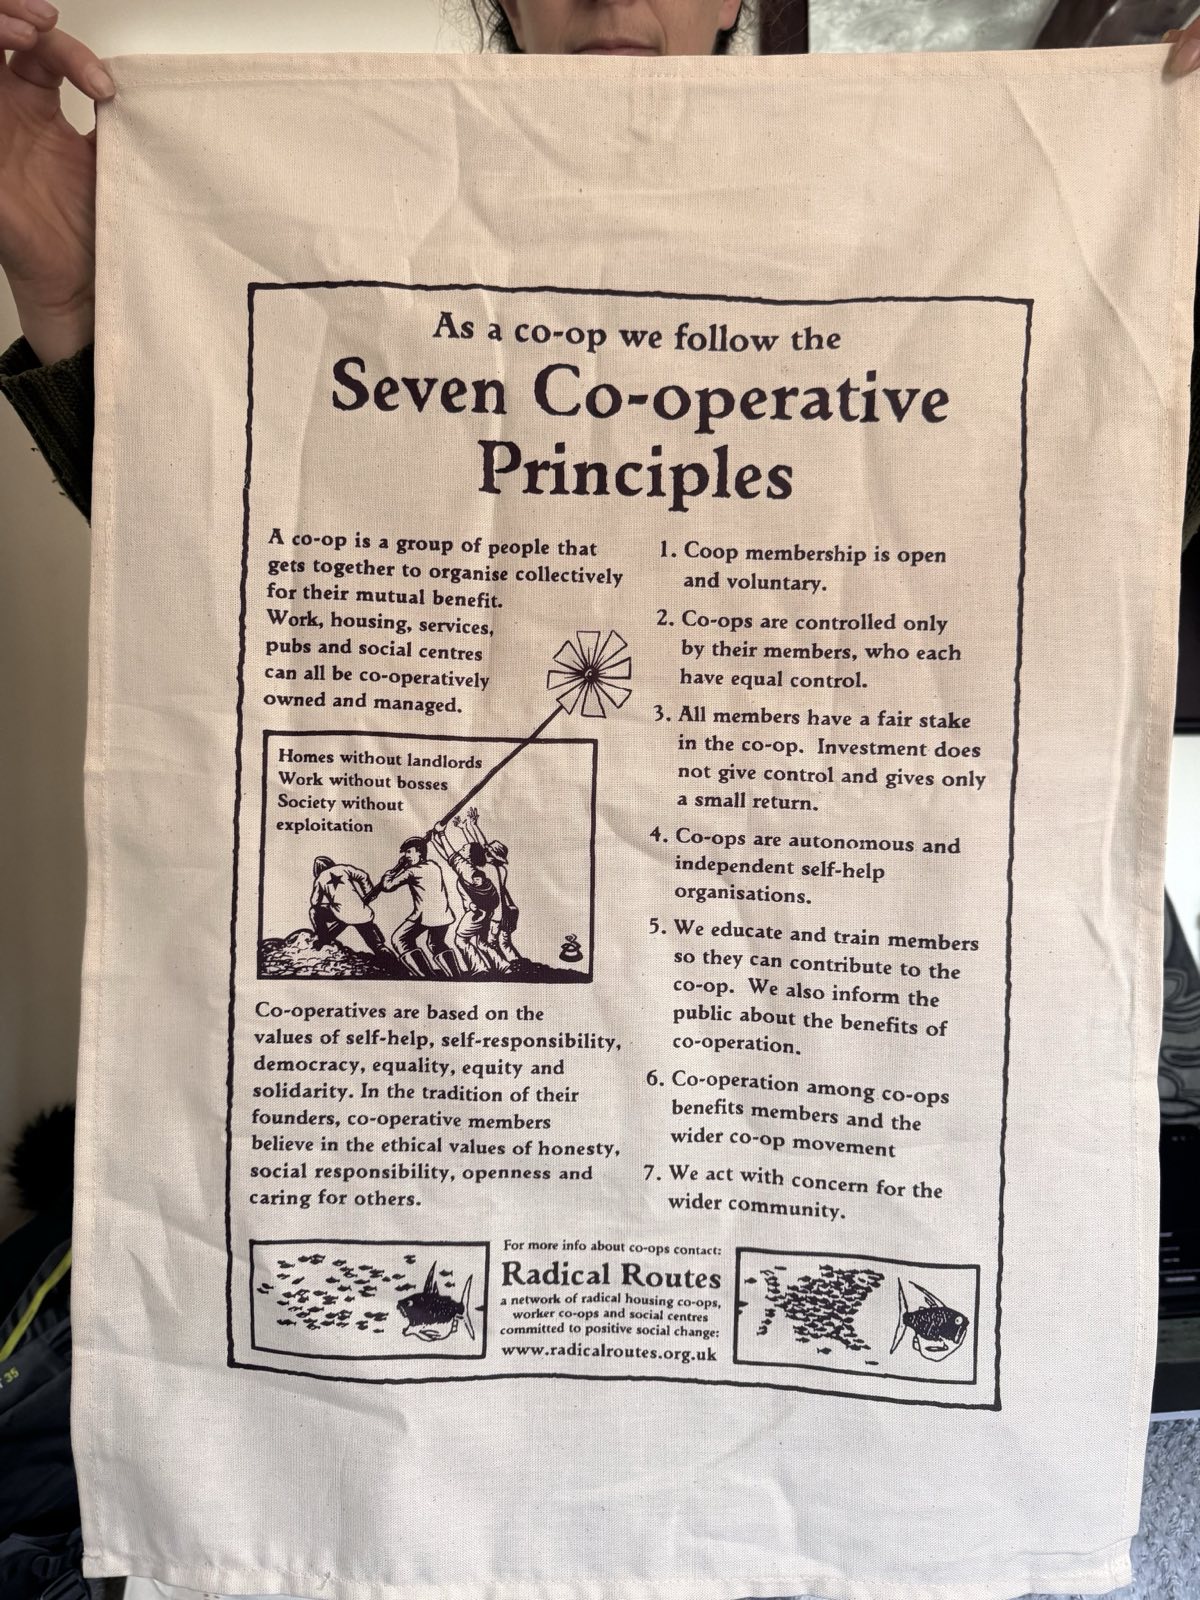 As a co-op we follow the
Seven Co-operative
Principles
A co-op is a group of people that
gets together to organise collectively
for their mutual benefit.
Work, housing, services,
pubs and social centres
can all be co-operatively
owned and managed.
Homes without landlords
Work without bosses
Society without
exploitation
Co-operatives are based on the
values of self-help, self-responsibility,
democracy, equality, equity and
solidarity. In the tradition of their
founders, co-operative members
believe in the ethical values of honesty,
social responsibility, openness and
caring for others.
1. Coop membership is open
and voluntary.
2. Co-ops are controlled only
by their members, who each
have equal control.
3. All members have a fair stake
in the co-op. Investment does
not give control and gives only
a small return.
4. Co-ops are autonomous and
independent self-help
organisations.
5. We educate and train members
so they can contribute to the
co-op. We also inform the
public about the benefits of
co-operation.
6. Co-operation among co-ops
benefits members and the
wider co-op movement
7. We act with concern for the
wider community.
For more info about co-ops contact:
Radical Routes
a network of radical housing co-ops,
worker co-ops and social centres
committed to positive social change:
www.radicalroutes.org.uk
35